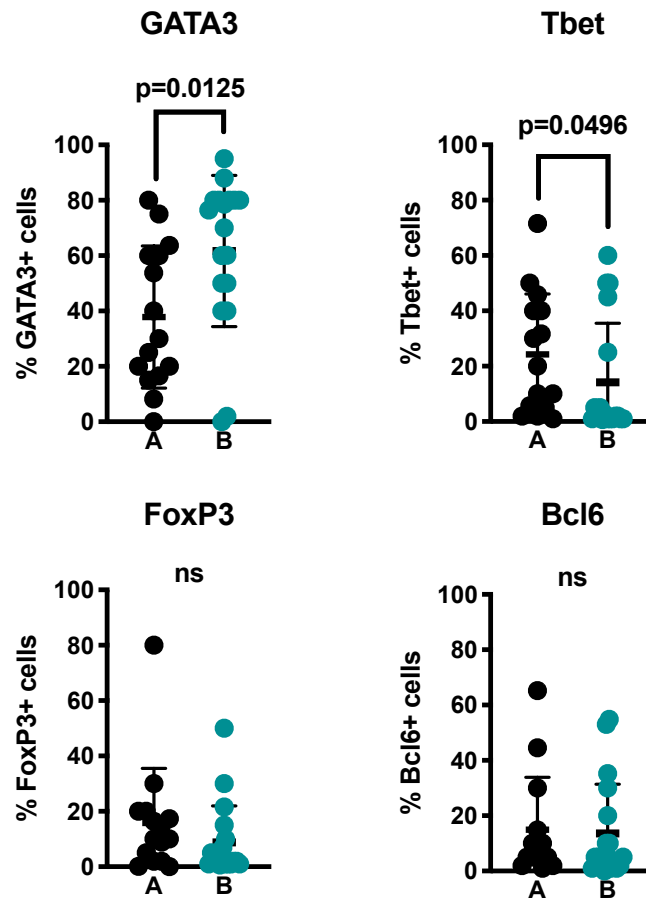 GATA3
p=0.0125
% GATA3+ cells
100
80
60
40
20
0
A B
Tbet
p=0.0496
% Tbet+ cells
100
80
60
40
20
0
A B
FoxP3
ns
% FoxP3+ cells
100
80
60
40
20
0
A B
Bcl6
ns
% Bcl6+ cells
100
80
60
40
20
0
A B